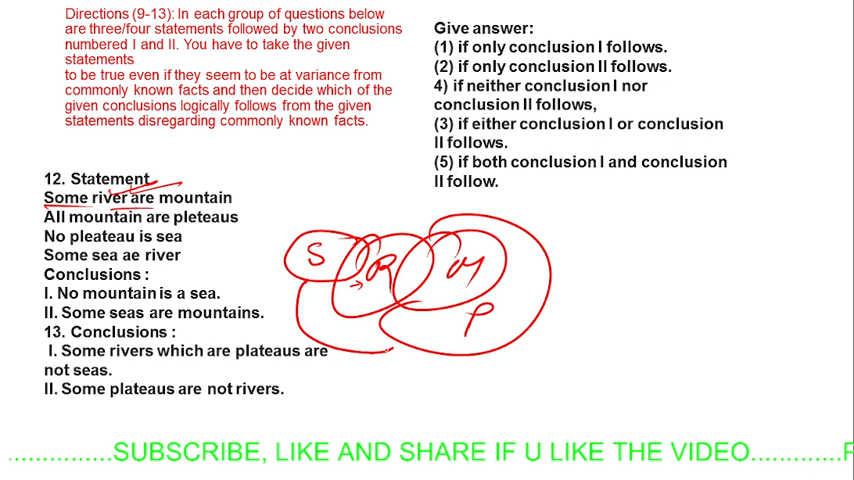 Directions (9-13): In each group of questions below
are three/four statements followed by two conclusions
numbered I and II. You have to take the given
statements
to be true even if they seem to be at variance from
commonly known facts and then decide which of the
given conclusions logically follows from the given
statements disregarding commonly known facts.
Give answer:
(1) if only conclusion I follows.
(2) if only conclusion II follows.
4) if neither conclusion I nor
conclusion II follows,
(3) if either conclusion I or conclusion
II follows.
(5) if both conclusion I and conclusion
II follow.
12. Statement
Some river are mountain
All mountain are pleteaus
No pleateau is sea
Some sea ae river
Conclusions :
I. No mountain is a sea.
II. Some seas are mountains.
13. Conclusions :
I. Some rivers which are plateaus are
not seas.
II. Some plateaus are not rivers.
S R M
P
..............SUBSCRIBE, LIKE AND SHARE IF U LIKE THE VIDEO.............F